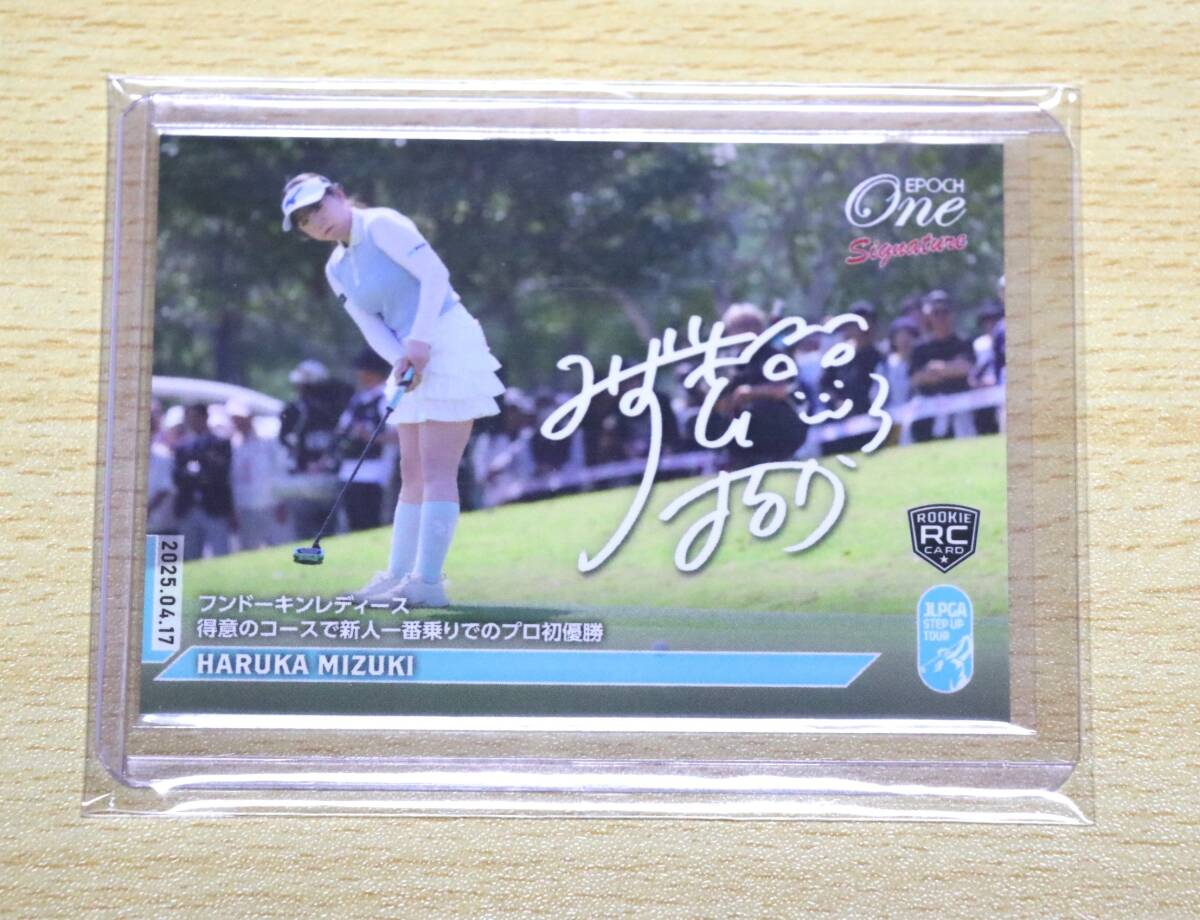 EPOCH
One
Signature
みずき
はるか
ROOKIE
RC
CARD
2025.04.17
フンドーキンレディース
得意のコースで新人一番乗りでのプロ初優勝
HARUKA MIZUKI
JLPGA
STEP UP
TOUR